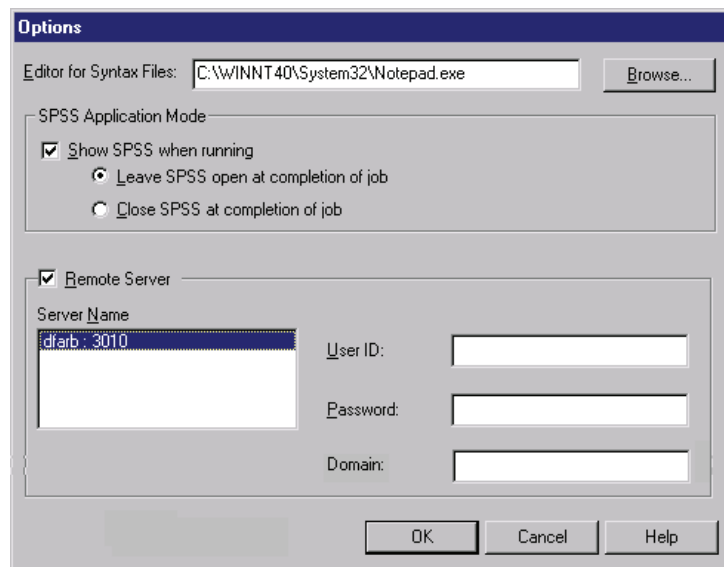 Options
Editor for Syntax Files: C:\WINNT40\System32\Notepad.exe Browse...
SPSS Application Mode
Show SPSS when running
Leave SPSS open at completion of job
Close SPSS at completion of job
Remote Server
Server Name
dfarb : 3010
User ID:
Password:
Domain:
OK Cancel Help